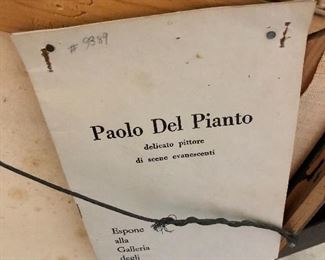 # 9389
Paolo Del Pianto
delicato pittore
di scene evanescenti
Espone
alla
Galleria
degli